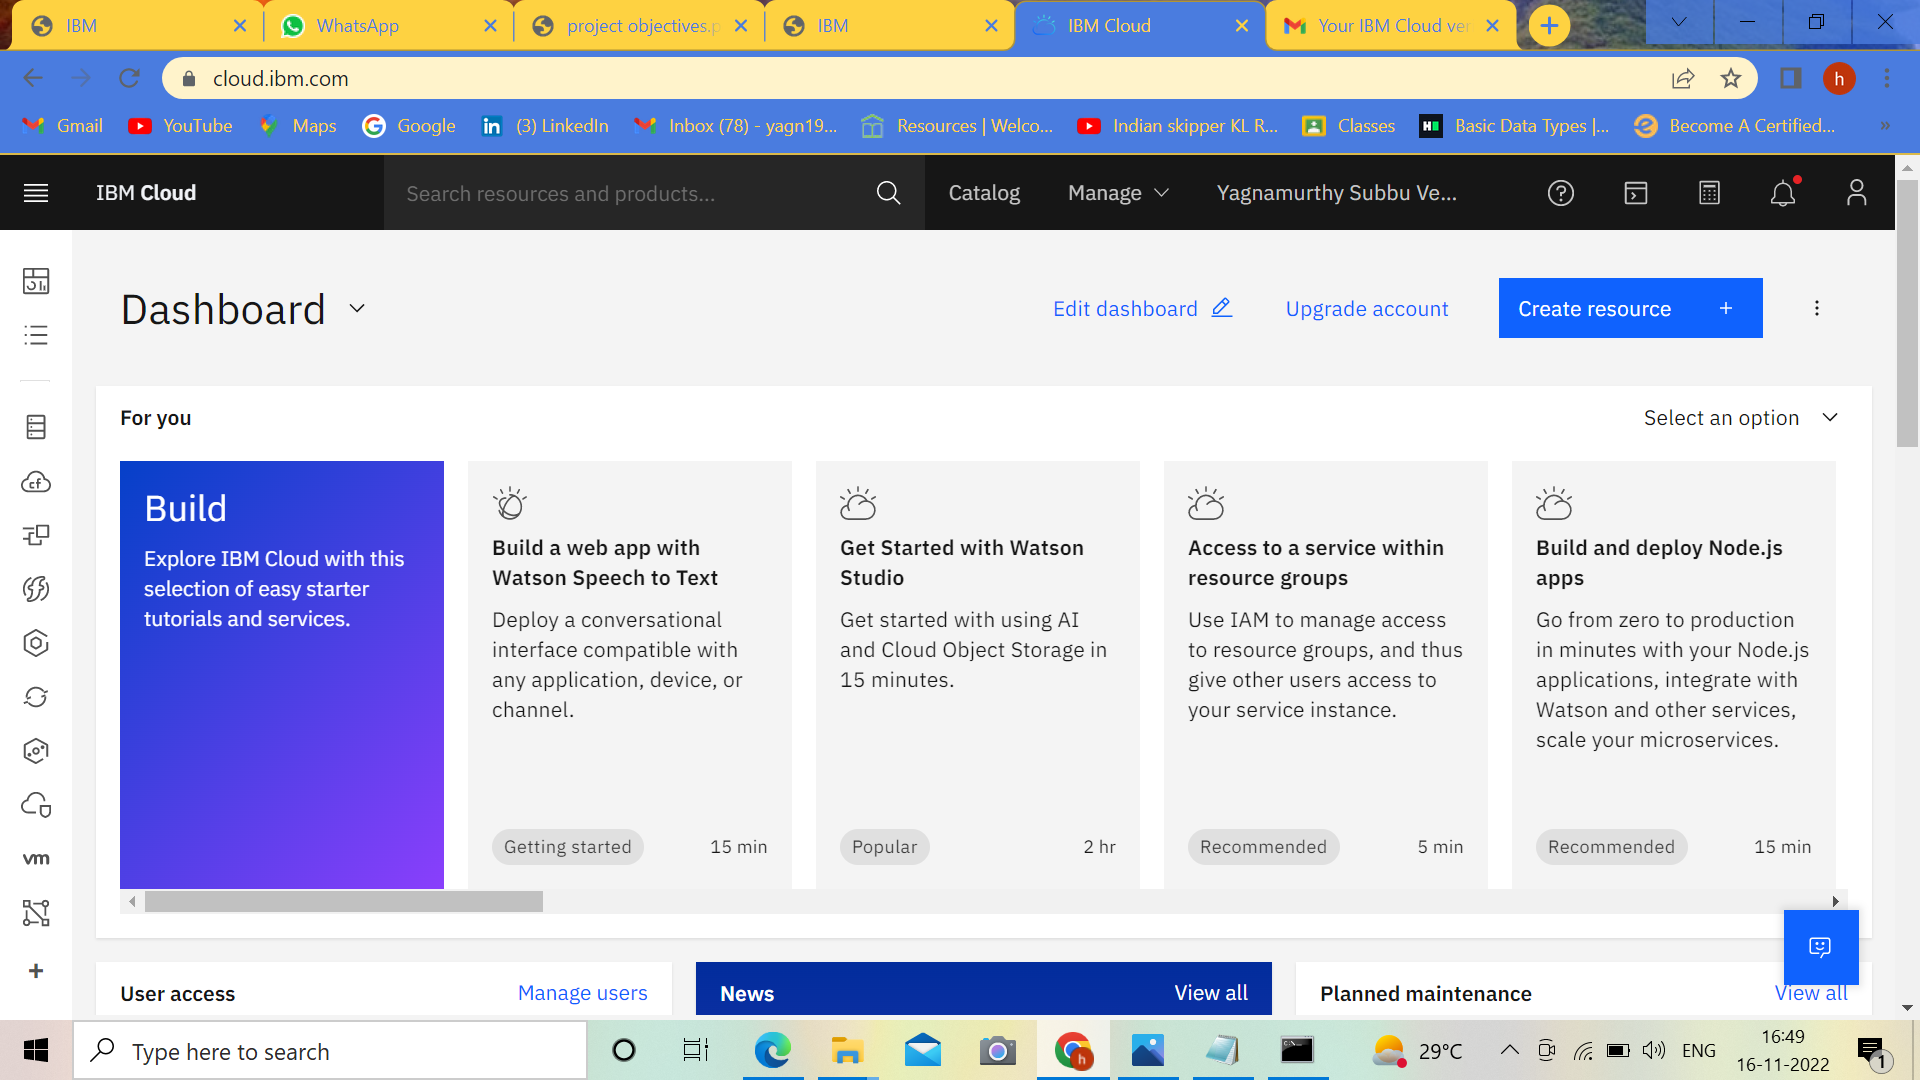 IBM
WhatsApp
project objectives.p
IBM
IBM Cloud
Your IBM Cloud ver
cloud.ibm.com
h
Gmail
YouTube
Maps
Google
(3) LinkedIn
Inbox (78) - yagn19...
Resources | Welco...
Indian skipper KL R...
Classes
Basic Data Types |...
Become A Certified...
»
IBM Cloud
Search resources and products...
Catalog
Manage
Yagnamurthy Subbu Ve...
Dashboard
Edit dashboard
Upgrade account
Create resource +
For you
Select an option
Build
Explore IBM Cloud with this
selection of easy starter
tutorials and services.
Build a web app with
Watson Speech to Text
Deploy a conversational
interface compatible with
any application, device, or
channel.
Getting started
15 min
Get Started with Watson
Studio
Get started with using AI
and Cloud Object Storage in
15 minutes.
Popular
2 hr
Access to a service within
resource groups
Use IAM to manage access
to resource groups, and thus
give other users access to
your service instance.
Recommended
5 min
Build and deploy Node.js
apps
Go from zero to production
in minutes with your Node.js
applications, integrate with
Watson and other services,
scale your microservices.
Recommended
15 min
cf
vm
User access
Manage users
News
View all
Planned maintenance
View all
Type here to search
h
29°C
ENG
16:49
16-11-2022
1